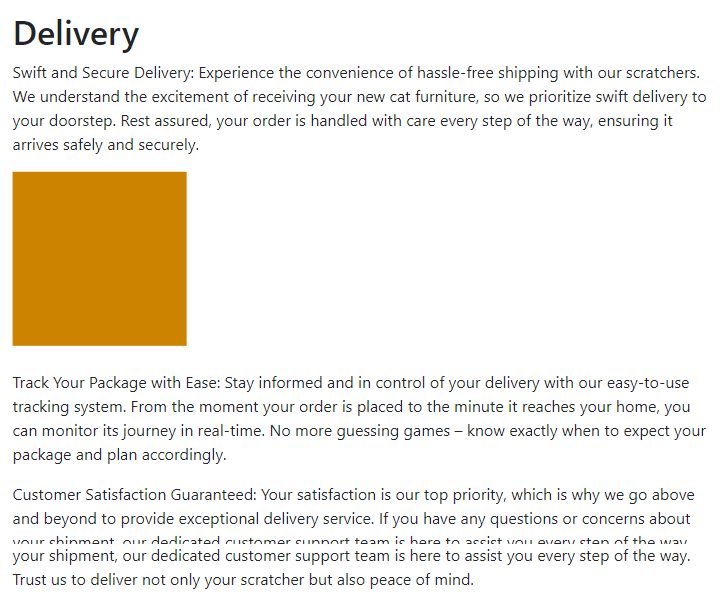 Delivery
Swift and Secure Delivery: Experience the convenience of hassle-free shipping with our scratchers.
We understand the excitement of receiving your new cat furniture, so we prioritize swift delivery to
your doorstep. Rest assured, your order is handled with care every step of the way, ensuring it
arrives safely and securely.
Track Your Package with Ease: Stay informed and in control of your delivery with our easy-to-use
tracking system. From the moment your order is placed to the minute it reaches your home, you
can monitor its journey in real-time. No more guessing games – know exactly when to expect your
package and plan accordingly.
Customer Satisfaction Guaranteed: Your satisfaction is our top priority, which is why we go above
and beyond to provide exceptional delivery service. If you have any questions or concerns about
your shipment, our dedicated customer support team is here to assist you every step of the way.
your shipment, our dedicated customer support team is here to assist you every step of the way.
Trust us to deliver not only your scratcher but also peace of mind.